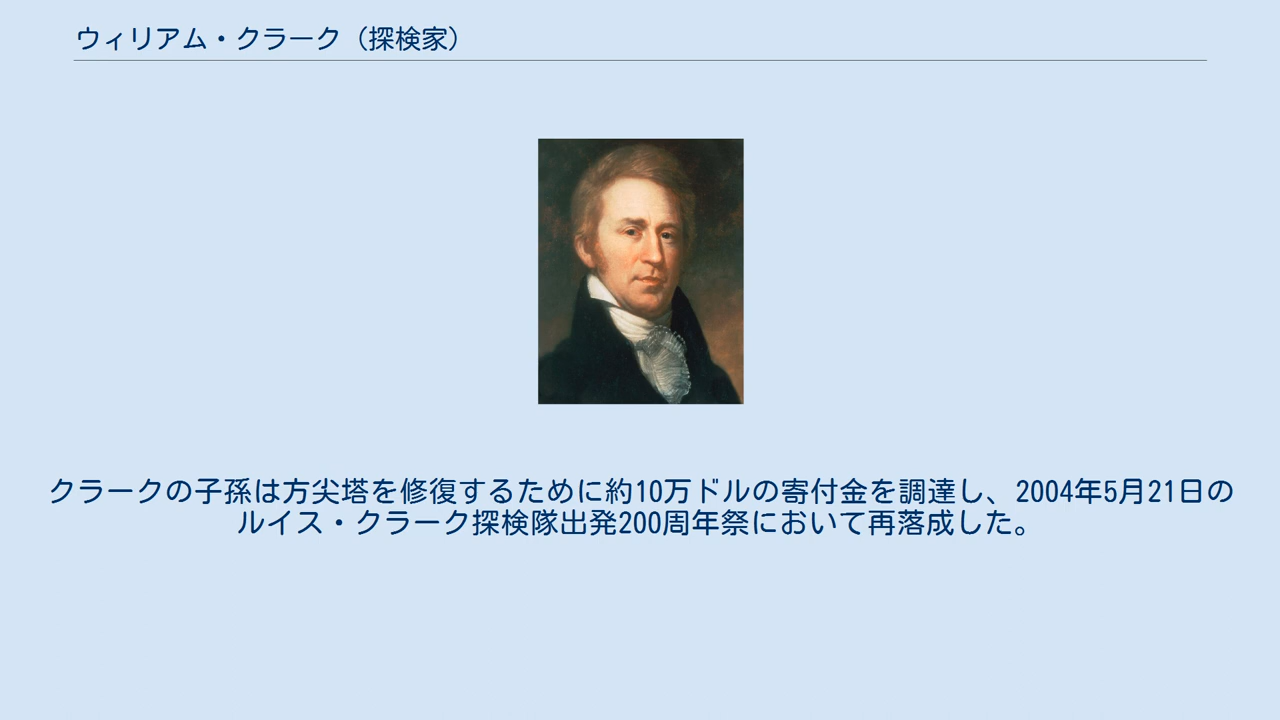 ウィリアム・クラーク（探検家）
クラークの子孫は方尖塔を修復するために約10万ドルの寄付金を調達し、2004年5月21日の
ルイス・クラーク探検隊出発200周年祭において再落成した。